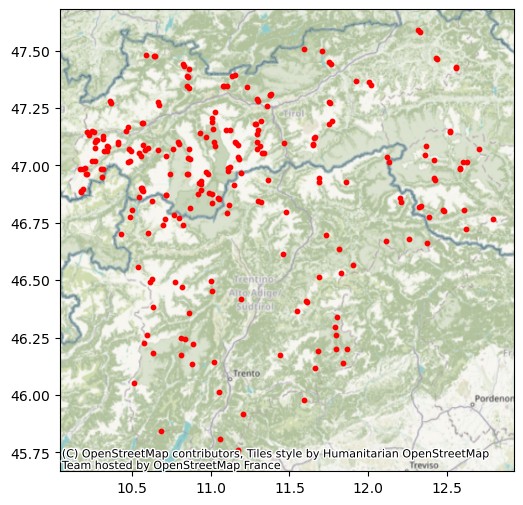 47.50
47.25
47.00
46.75
46.50
46.25
46.00
45.75
Tirol
Trentino
Alto Adige
Südtirol
Trento
Pordenon
Treviso
(C) OpenStreetMap contributors, Tiles style by Humanitarian OpenStreetMap
Team hosted by OpenStreetMap France
10.5 11.0 11.5 12.0 12.5